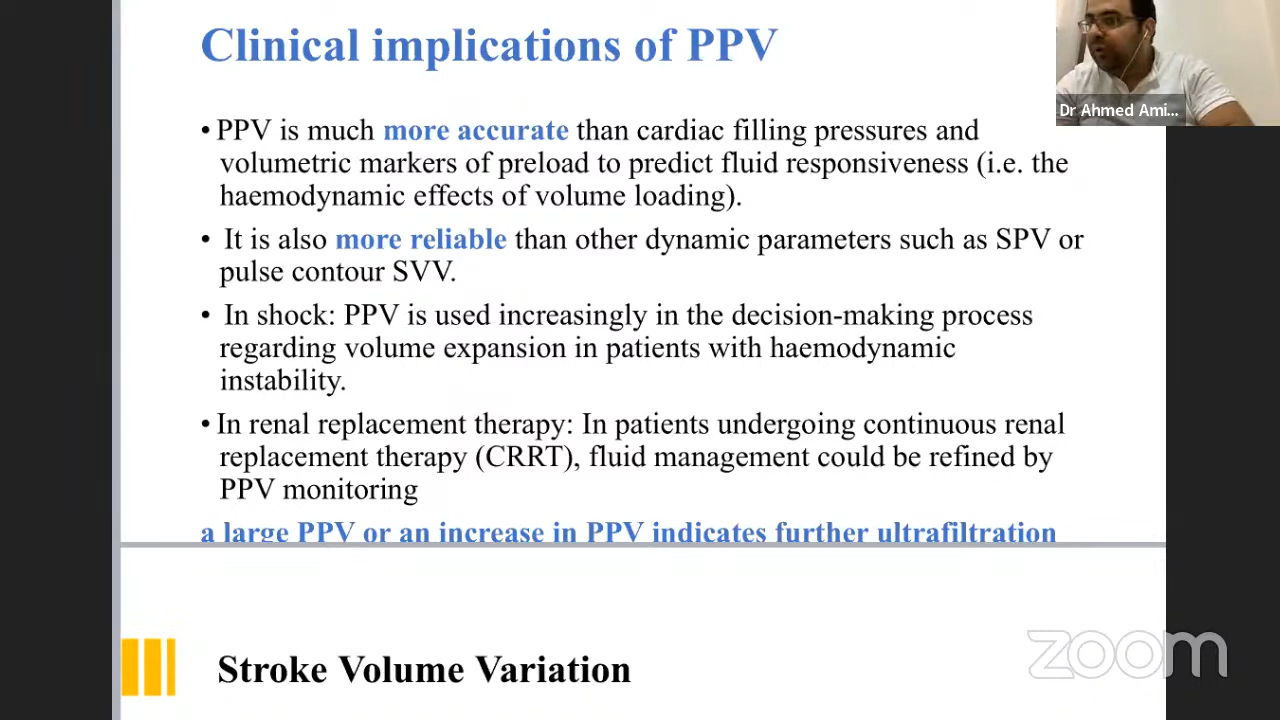 Clinical implications of PPV
Dr Ahmed Ami...
• PPV is much more accurate than cardiac filling pressures and
volumetric markers of preload to predict fluid responsiveness (i.e. the
haemodynamic effects of volume loading).
• It is also more reliable than other dynamic parameters such as SPV or
pulse contour SVV.
• In shock: PPV is used increasingly in the decision-making process
regarding volume expansion in patients with haemodynamic
instability.
• In renal replacement therapy: In patients undergoing continuous renal
replacement therapy (CRRT), fluid management could be refined by
PPV monitoring
a large PPV or an increase in PPV indicates further ultrafiltration
Stroke Volume Variation
zoom